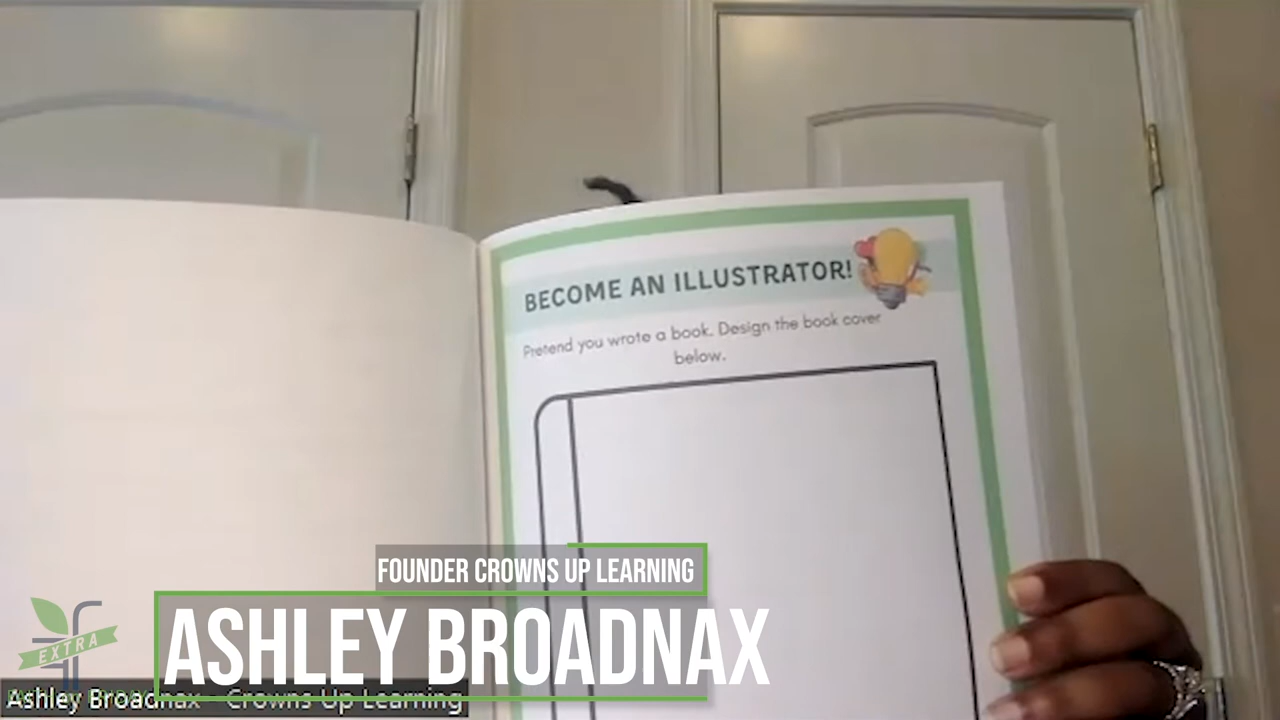 BECOME AN ILLUSTRATOR!
Pretend you wrote a book. Design the book cover
below.
FOUNDER CROWNS UP LEARNING
ASHLEY BROADNAX
EXTRA
Ashley Broadnax - Crowns Up Learning